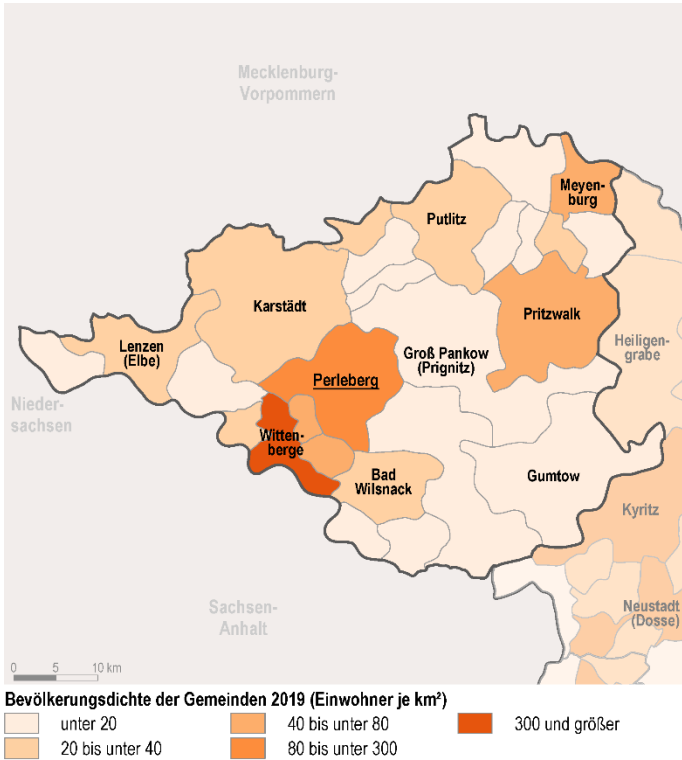 Mecklenburg-
Vorpommern
Meyen-
burg
Putlitz
Karstädt
Pritzwalk
Lenzen
(Elbe)
Groß Pankow
(Prignitz)
Heiligen-
grabe
Perleberg
Nieder-
sachsen
Witten-
berge
Bad
Wilsnack
Gumtow
Kyritz
Sachsen-
Anhalt
Neustadt
(Dosse)
0 5 10 km
Bevölkerungsdichte der Gemeinden 2019 (Einwohner je km²)
unter 20 40 bis unter 80 300 und größer
20 bis unter 40 80 bis unter 300